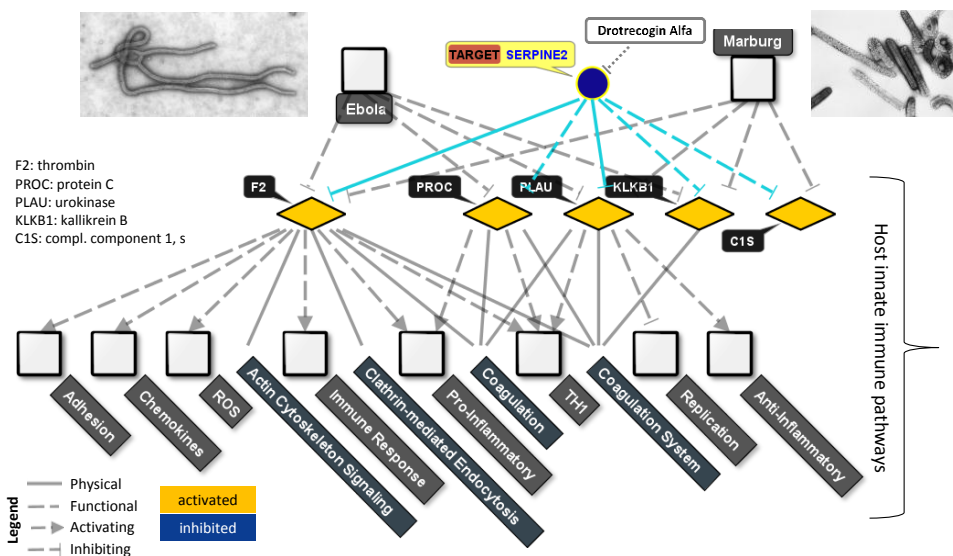 Drotrecogin Alfa
TARGET SERPINE2
Marburg
Ebola
F2: thrombin
PROC: protein C
PLAU: urokinase
KLKB1: kallikrein B
C1S: compl. component 1, s
F2
PROC
PLAU
KLKB1
C1S
Host innate immune pathways
Adhesion
Chemokines
ROS
Actin Cytoskeleton Signaling
Immune Response
Clathrin-mediated Endocytosis
Pro-Inflammatory
Coagulation
TH1
Coagulation System
Replication
Anti-Inflammatory
Legend
Physical
Functional
Activating
Inhibiting
activated
inhibited